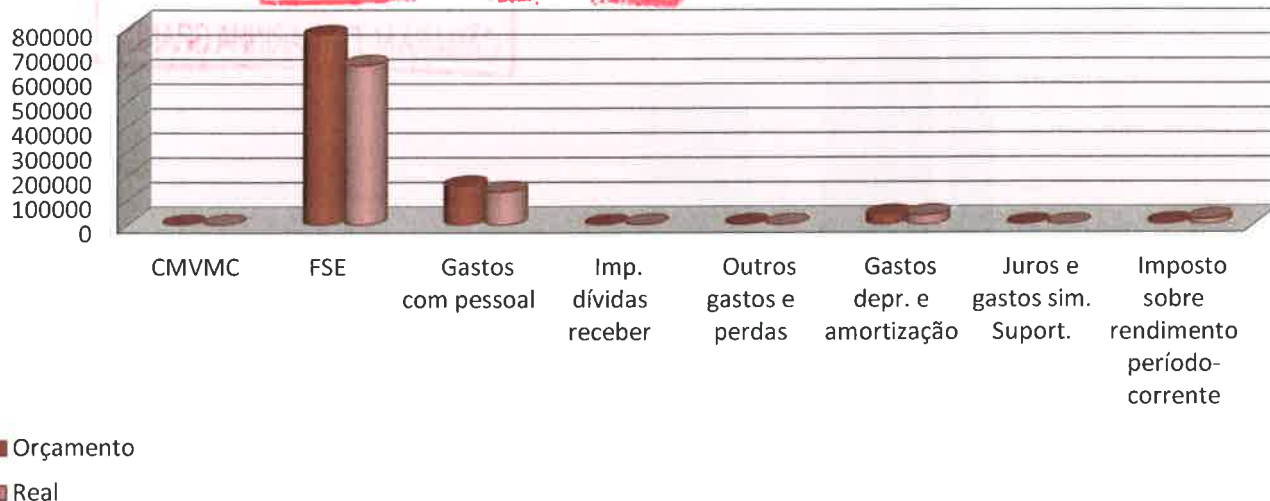 800000
700000
600000
500000
400000
300000
200000
100000
0
CMVMC
FSE
Gastos
com pessoal
Imp.
dívidas
receber
Outros
gastos e
perdas
Gastos
depr. e
amortização
Juros e
gastos sim.
Suport.
Imposto
sobre
rendimento
período-
corrente
Orçamento
Real